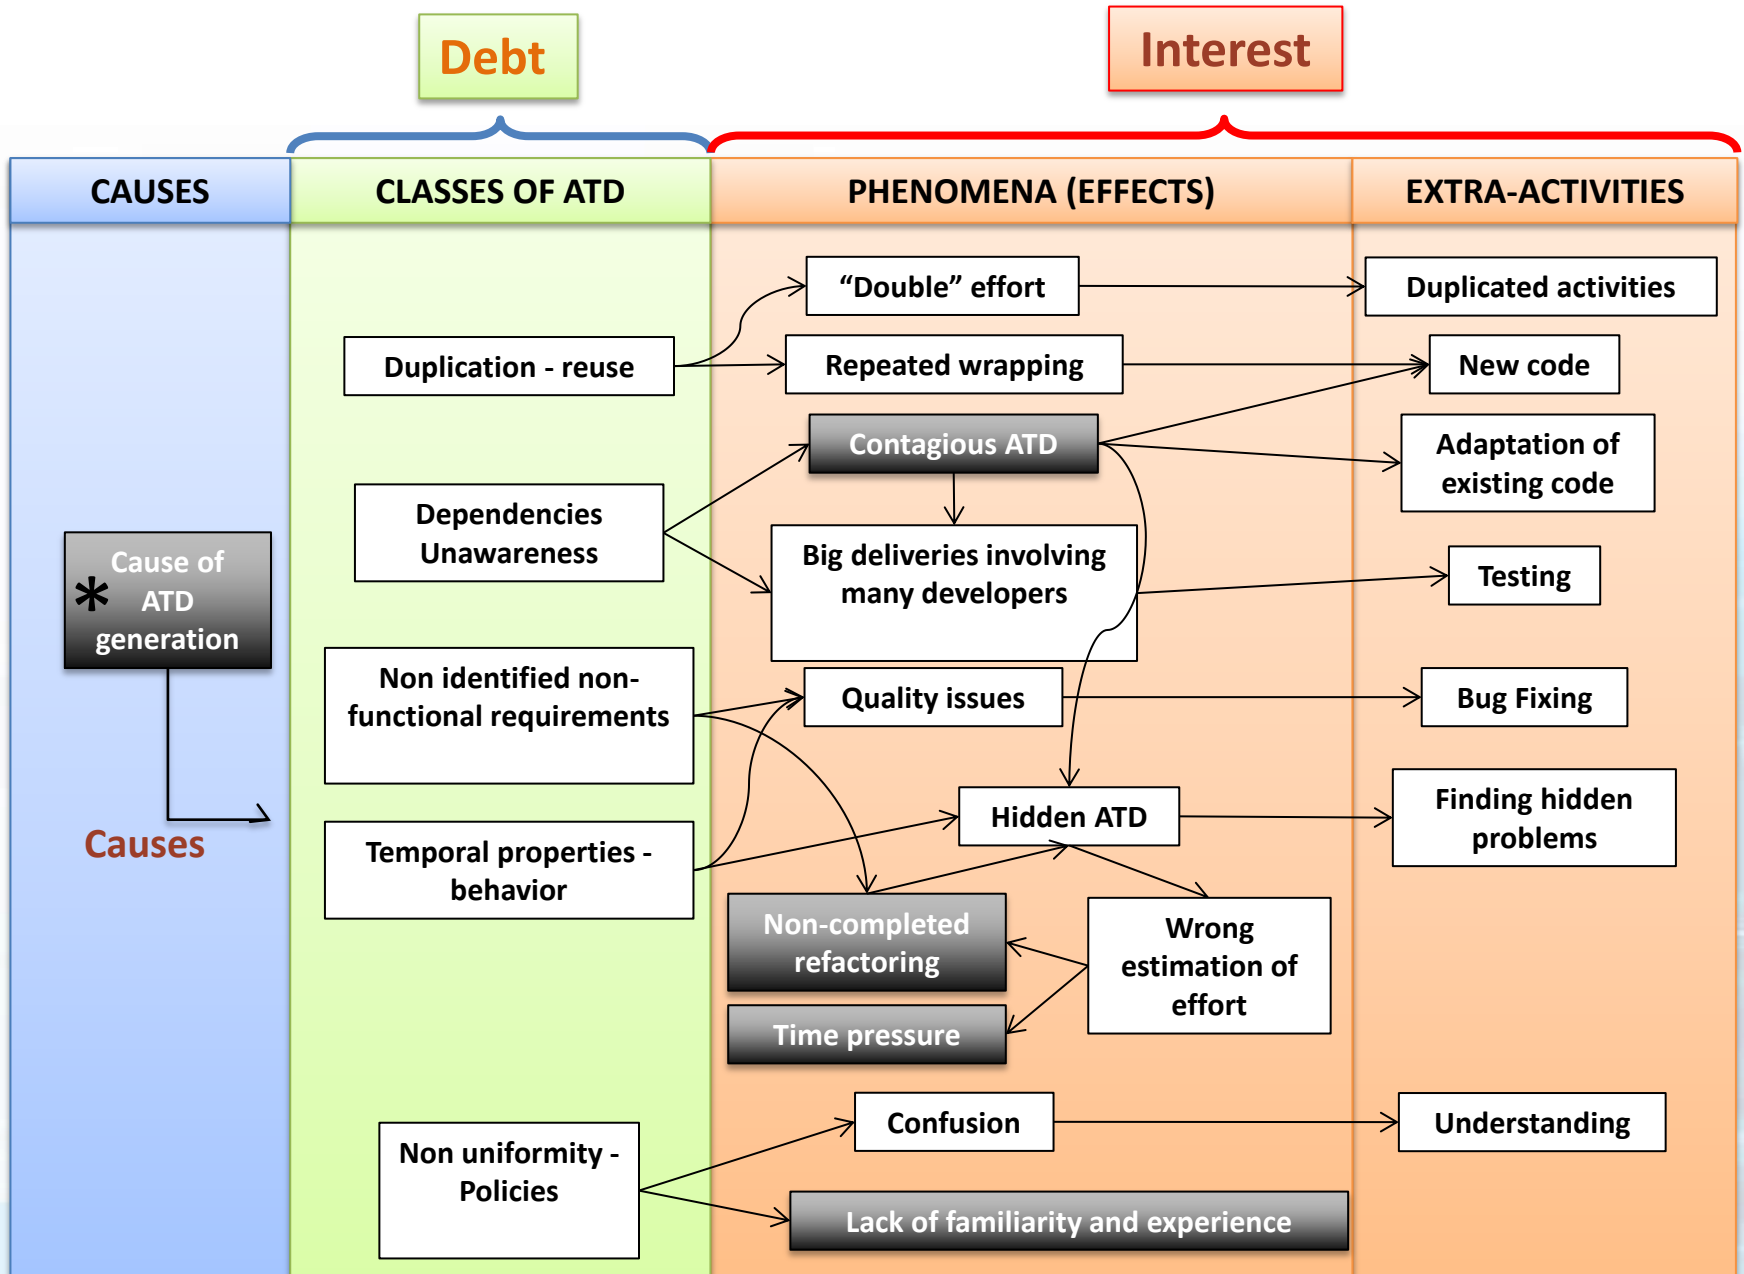 Debt
Interest
CAUSES
CLASSES OF ATD
PHENOMENA (EFFECTS)
EXTRA-ACTIVITIES
“Double” effort
Duplicated activities
Duplication - reuse
Repeated wrapping
New code
Contagious ATD
Adaptation of
existing code
Dependencies
Unawareness
Big deliveries involving
many developers
Testing
Cause of
* ATD
generation
Non identified non-
functional requirements
Quality issues
Bug Fixing
Causes
Hidden ATD
Finding hidden
problems
Temporal properties -
behavior
Non-completed
refactoring
Wrong
estimation of
effort
Time pressure
Confusion
Understanding
Non uniformity -
Policies
Lack of familiarity and experience